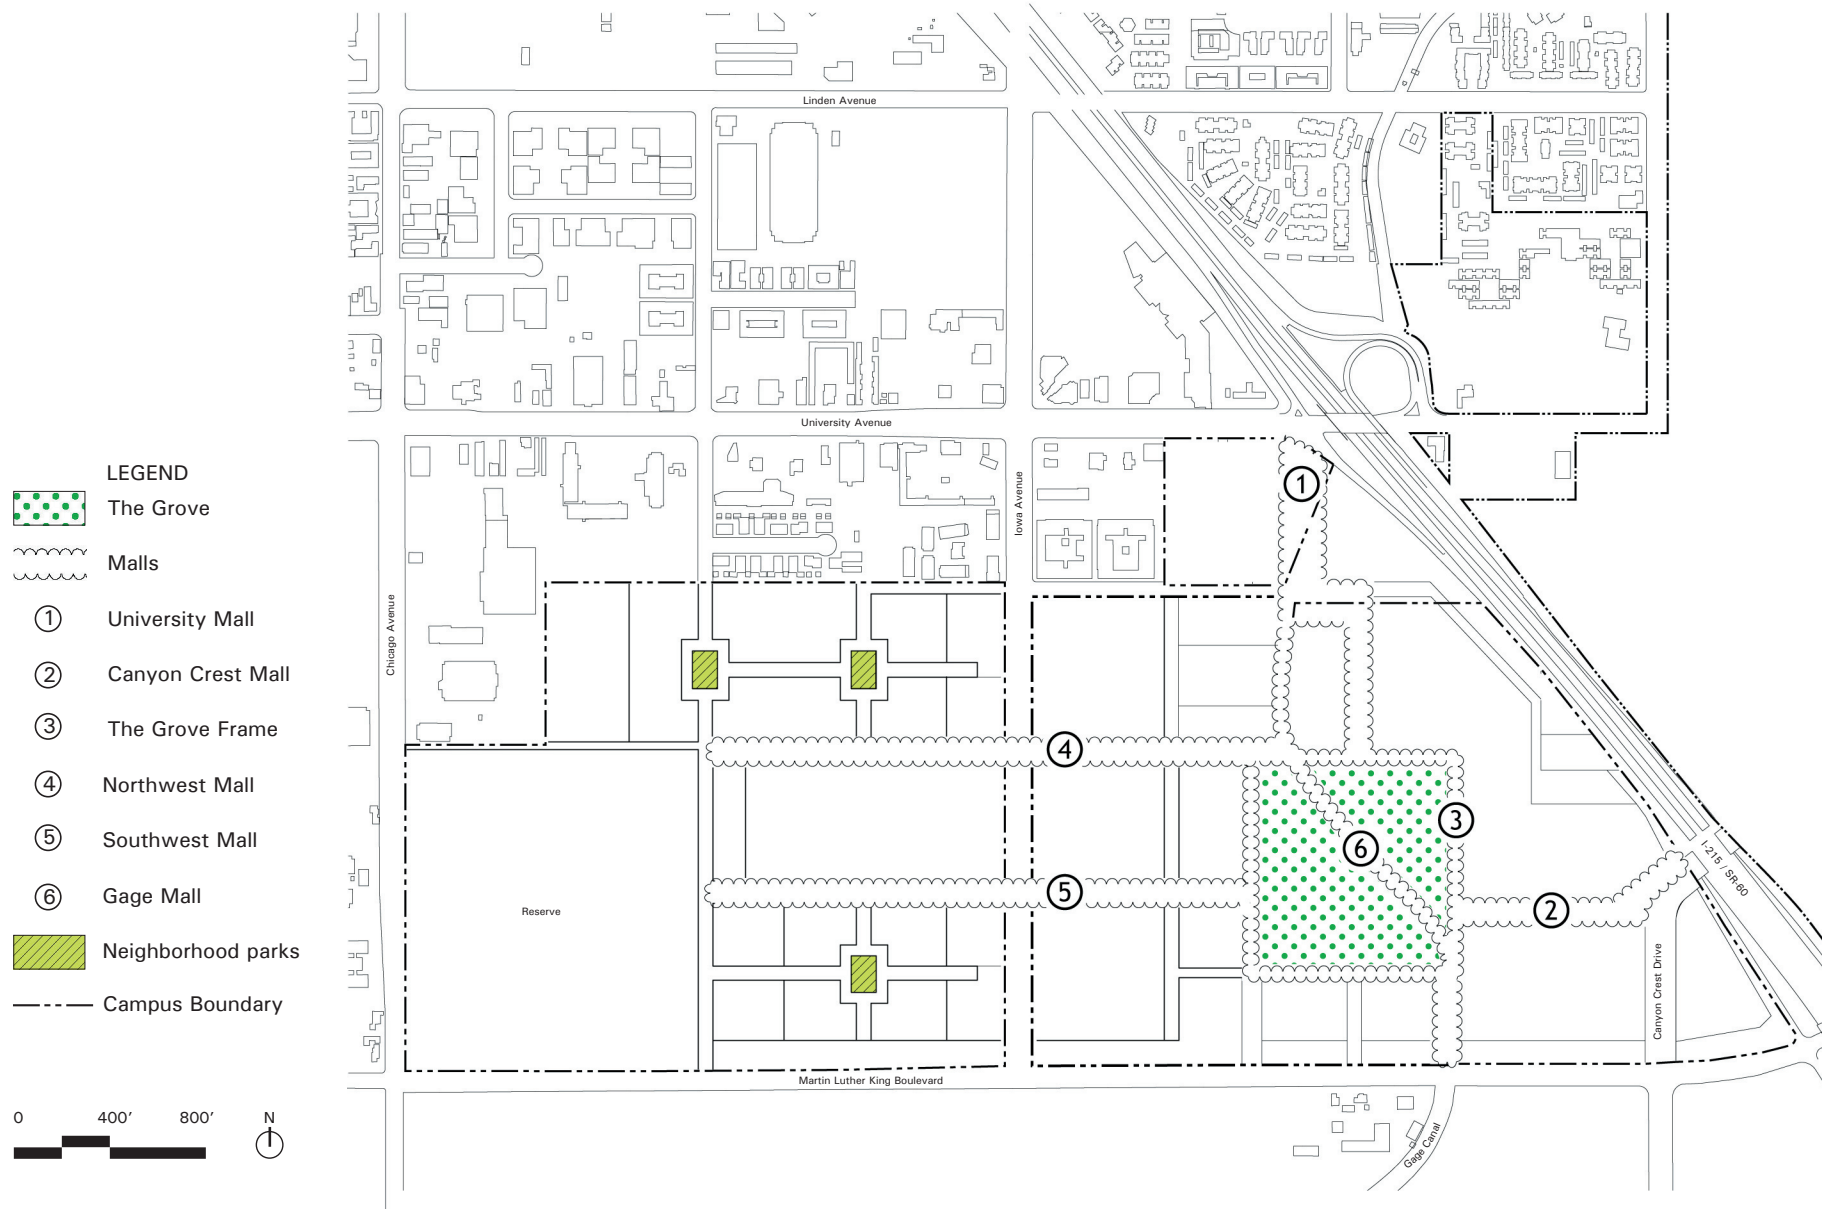 Linden Avenue
University Avenue
Iowa Avenue
Chicago Avenue
LEGEND
The Grove
Malls
1 University Mall
2 Canyon Crest Mall
3 The Grove Frame
4 Northwest Mall
5 Southwest Mall
6 Gage Mall
Neighborhood parks
Campus Boundary
0 400' 800' N
1
4
3
6
5
2
I-215 / SR-60
Reserve
Canyon Crest Drive
Martin Luther King Boulevard
Gage Canal